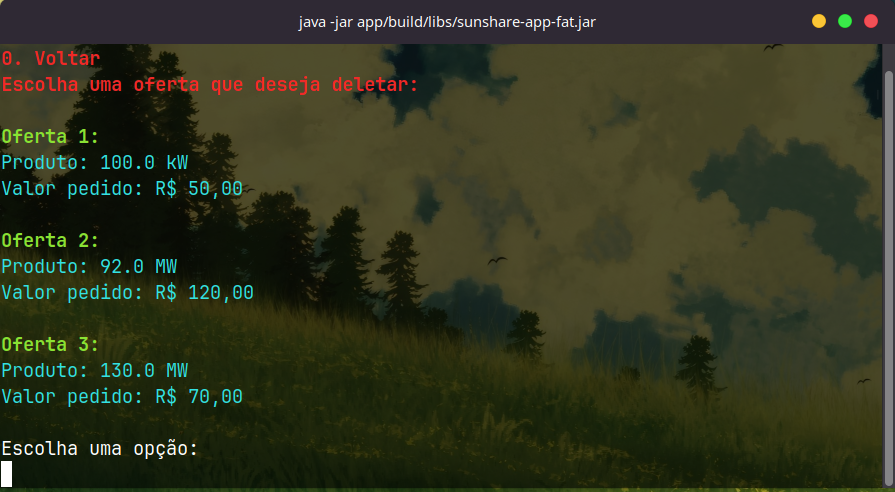 java -jar app/build/libs/sunshare-app-fat.jar
0. Voltar
Escolha uma oferta que deseja deletar:
Oferta 1:
Produto: 100.0 kW
Valor pedido: R$ 50,00
Oferta 2:
Produto: 92.0 MW
Valor pedido: R$ 120,00
Oferta 3:
Produto: 130.0 MW
Valor pedido: R$ 70,00
Escolha uma opção: